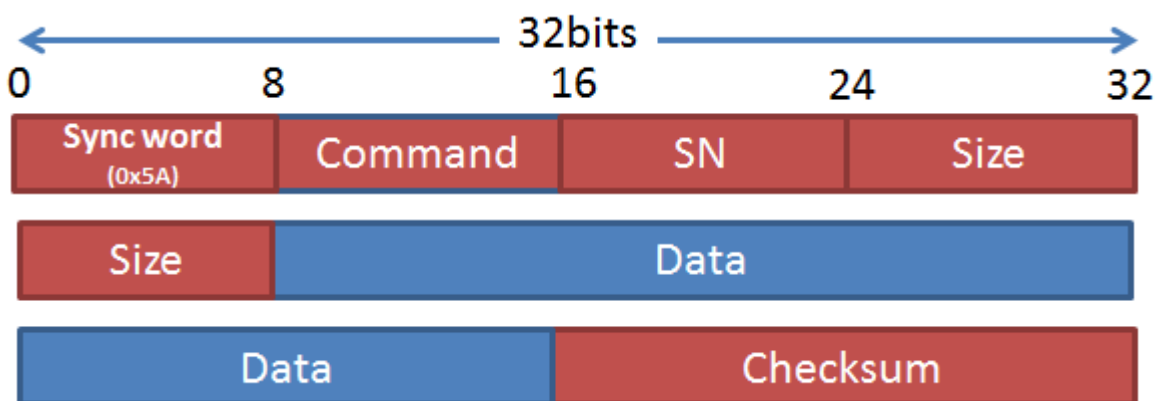 32bits
0 8 16 24 32
Sync word Command SN Size
(0x5A)
Size Data
Data Checksum